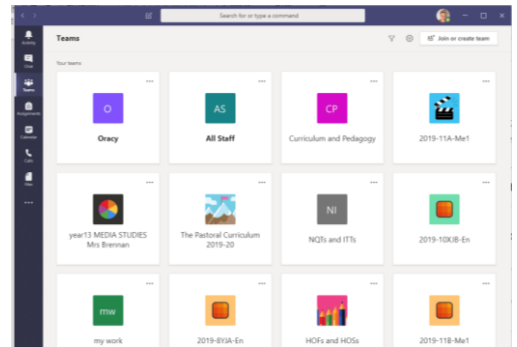 Search for or type a command
Activity
Chat
Teams
Assignments
Calendar
Calls
Files
Teams
Join or create team
Your teams
O
Oracy
AS
All Staff
CP
Curriculum and Pedagogy
2019-11A-Me1
year13 MEDIA STUDIES
Mrs Brennan
The Pastoral Curriculum
2019-20
NI
NQTs and ITTs
2019-10X/B-En
mw
my work
2019-8Y/A-En
HOFs and HOSs
2019-11B-Me1